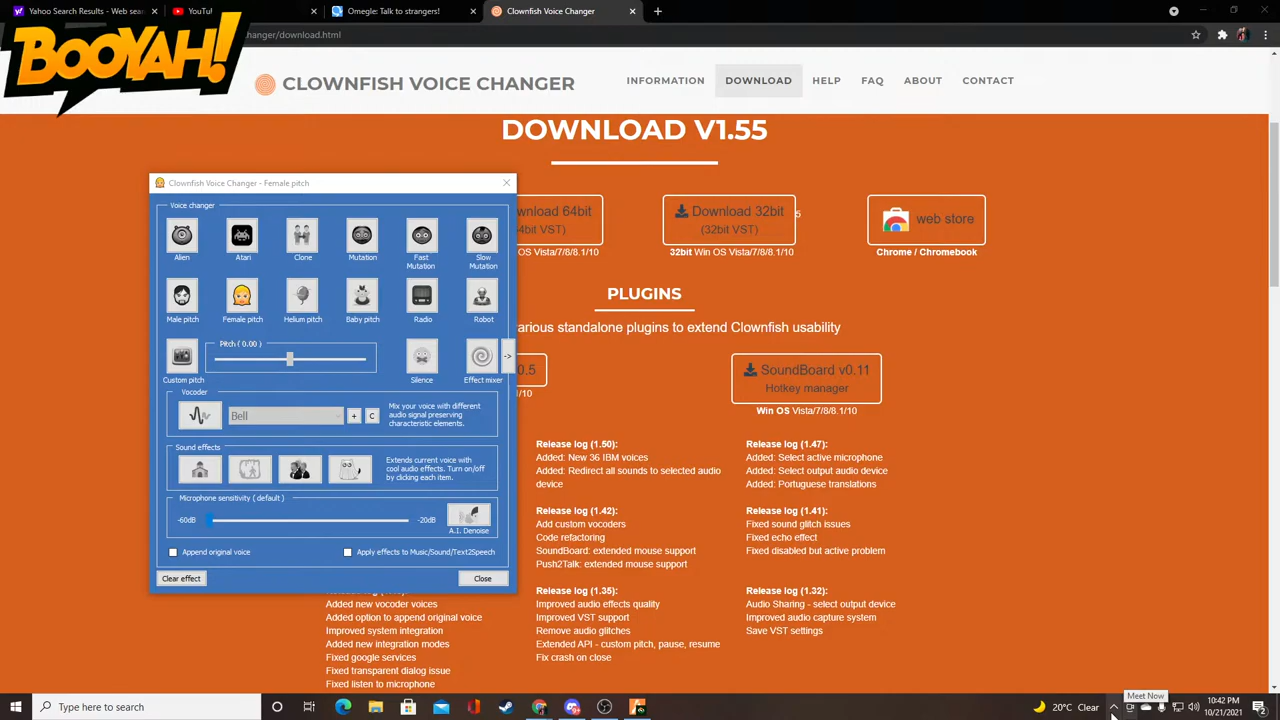 Yahoo Search Results - Web sear
YouTube
Omegle: Talk to strangers!
BOOYAH!
hanger/download.html
CLOWNFISH VOICE CHANGER
INFORMATION
DOWNLOAD
HELP
FAQ
ABOUT
CONTACT
DOWNLOAD V1.55
wnload 64bit
4bit VST)
OS Vista/7/8/8.1/10
Download 32bit
(32bit VST)
5
32bit Win OS Vista/7/8/8.1/10
web store
Chrome / Chromebook
PLUGINS
arious standalone plugins to extend Clownfish usability
0.5
1/10
SoundBoard v0.11
Hotkey manager
Win OS Vista/7/8/8.1/10
Clownfish Voice Changer - Female pitch
Voice changer
Alien
Atari
Clone
Mutation
Fast
Mutation
Slow
Mutation
Male pitch
Female pitch
Helium pitch
Baby pitch
Radio
Robot
Custom pitch
Pitch ( 0.00 )
Silence
Effect mixer
->
Vocoder
Bell
+
C
Mix your voice with different
audio signal preserving
characteristic elements.
Sound effects
Extends current voice with
cool audio effects. Turn on/off
by clicking each item.
Microphone sensitivity ( default )
-60dB
-20dB
A.I. Denoise
Append original voice
Apply effects to Music/Sound/Text2Speech
Clear effect
Close
Added new vocoder voices
Added option to append original voice
Improved system integration
Added new integration modes
Fixed google services
Fixed transparent dialog issue
Fixed listen to microphone
Release log (1.50):
Added: New 36 IBM voices
Added: Redirect all sounds to selected audio
device
Release log (1.42):
Add custom vocoders
Code refactoring
SoundBoard: extended mouse support
Push2Talk: extended mouse support
Release log (1.35):
Improved audio effects quality
Improved VST support
Remove audio glitches
Extended API - custom pitch, pause, resume
Fix crash on close
Release log (1.47):
Added: Select active microphone
Added: Select output audio device
Added: Portuguese translations
Release log (1.41):
Fixed sound glitch issues
Fixed echo effect
Fixed disabled but active problem
Release log (1.32):
Audio Sharing - select output device
Improved audio capture system
Save VST settings
Meet Now
Type here to search
20°C Clear
10:42 PM
10/21/2021